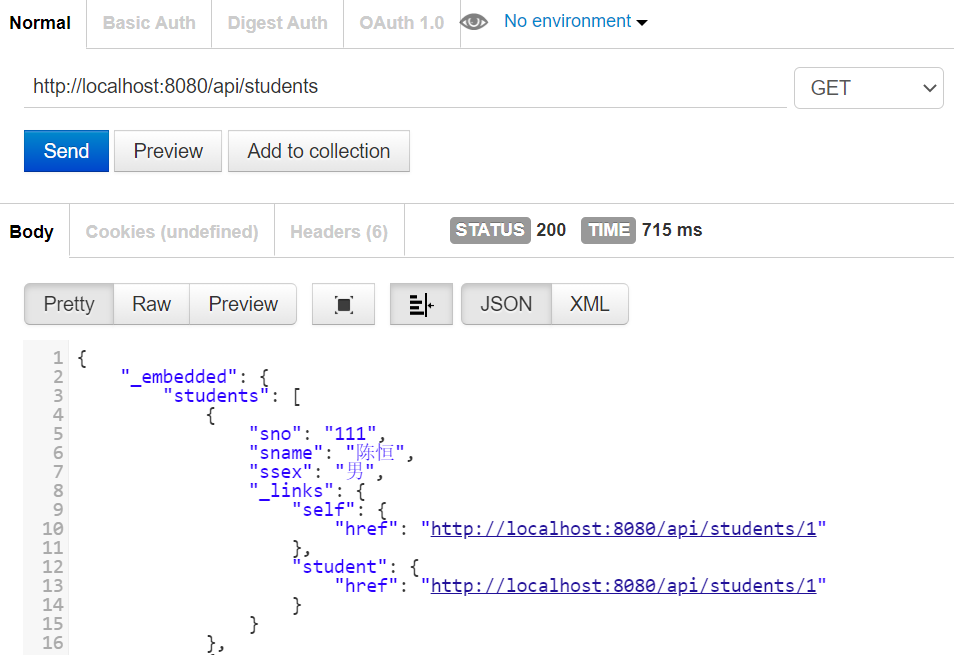 Normal Basic Auth Digest Auth OAuth 1.0 No environment
http://localhost:8080/api/students GET
Send Preview Add to collection
Body Cookies (undefined) Headers (6) STATUS 200 TIME 715 ms
Pretty Raw Preview JSON XML
1 {
2 "_embedded": {
3 "students": [
4 {
5 "sno": "111",
6 "sname": "陈恒",
7 "ssex": "男",
8 "_links": {
9 "self": {
10 "href": "http://localhost:8080/api/students/1"
11 },
12 "student": {
13 "href": "http://localhost:8080/api/students/1"
14 }
15 }
16 },